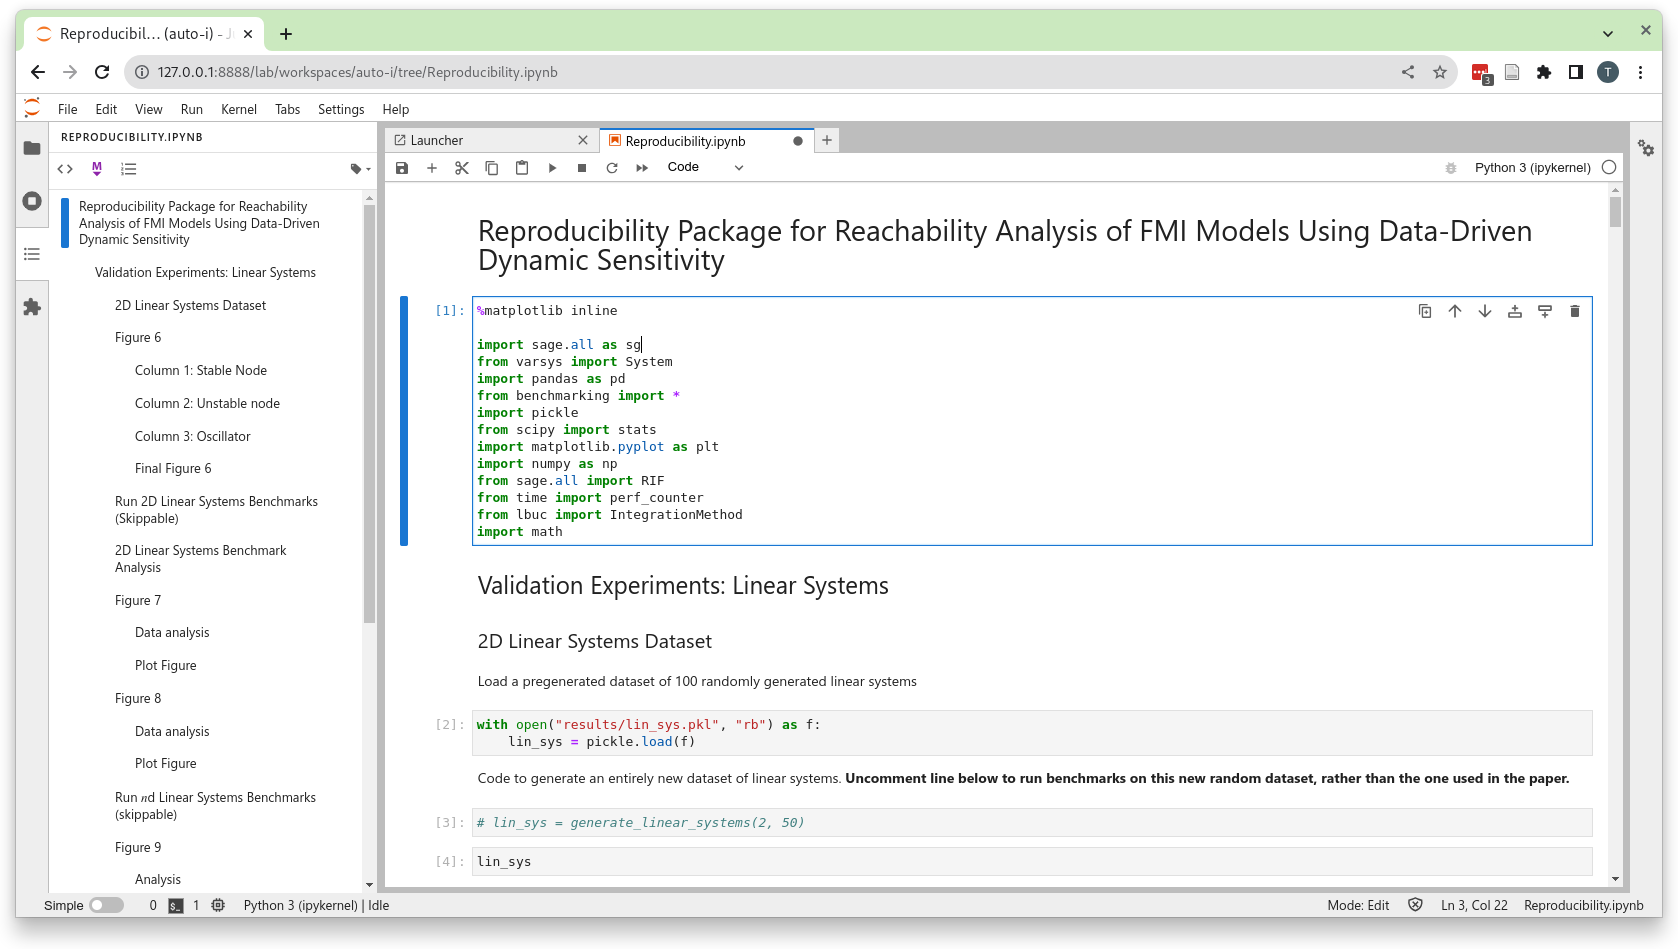 Reproducibil... (auto-i) - J
127.0.0.1:8888/lab/workspaces/auto-i/tree/Reproducibility.ipynb
3
T
File Edit View Run Kernel Tabs Settings Help
REPRODUCIBILITY.IPYNB
M
Reproducibility Package for Reachability
Analysis of FMI Models Using Data-Driven
Dynamic Sensitivity
Validation Experiments: Linear Systems
2D Linear Systems Dataset
Figure 6
Column 1: Stable Node
Column 2: Unstable node
Column 3: Oscillator
Final Figure 6
Run 2D Linear Systems Benchmarks
(Skippable)
2D Linear Systems Benchmark
Analysis
Figure 7
Data analysis
Plot Figure
Figure 8
Data analysis
Plot Figure
Run nd Linear Systems Benchmarks
(skippable)
Figure 9
Analysis
Launcher
Reproducibility.ipynb
Code
Python 3 (ipykernel)
Reproducibility Package for Reachability Analysis of FMI Models Using Data-Driven
Dynamic Sensitivity
[1]: %matplotlib inline
import sage.all as sg
from varsys import System
import pandas as pd
from benchmarking import *
import pickle
from scipy import stats
import matplotlib.pyplot as plt
import numpy as np
from sage.all import RIF
from time import perf_counter
from lbuc import IntegrationMethod
import math
Validation Experiments: Linear Systems
2D Linear Systems Dataset
Load a pregenerated dataset of 100 randomly generated linear systems
[2]: with open("results/lin_sys.pkl", "rb") as f:
    lin_sys = pickle.load(f)
Code to generate an entirely new dataset of linear systems. Uncomment line below to run benchmarks on this new random dataset, rather than the one used in the paper.
[3]: # lin_sys = generate_linear_systems(2, 50)
[4]: lin_sys
Simple 0 $_ 1 Python 3 (ipykernel) | Idle
Mode: Edit Ln 3, Col 22 Reproducibility.ipynb